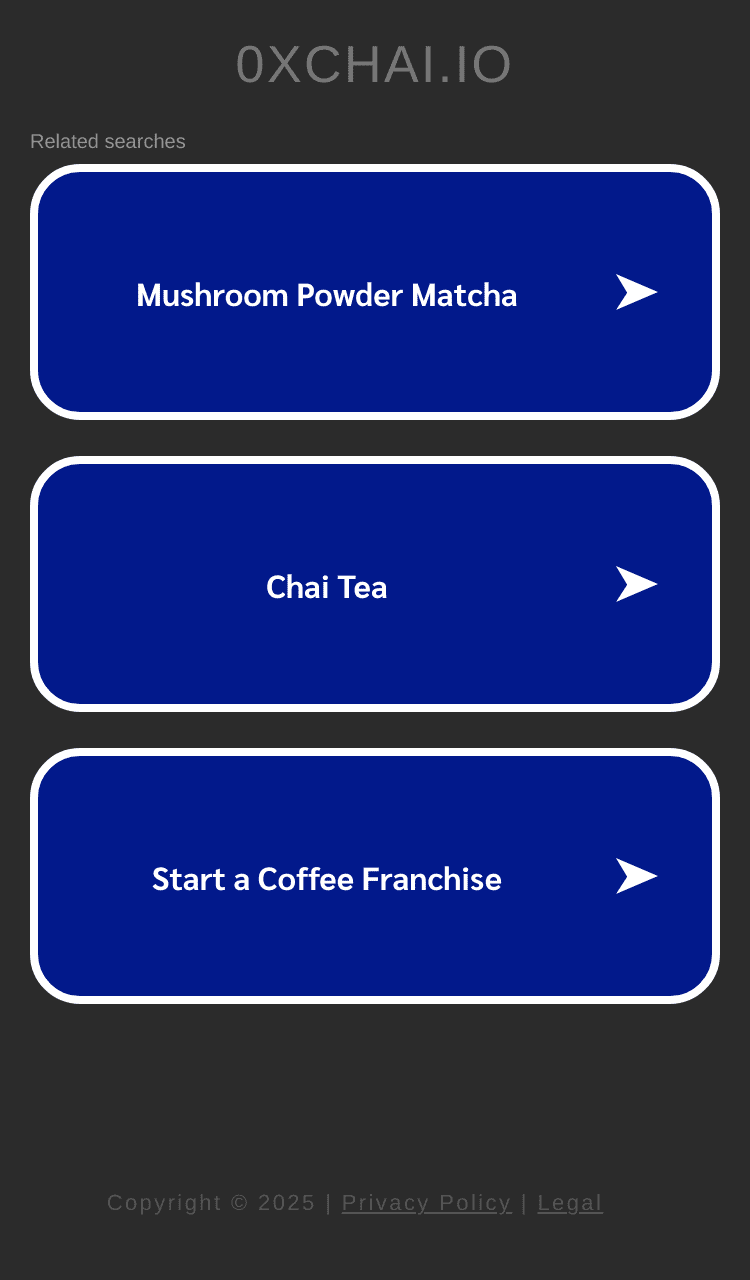 0XCHAI.IO
Related searches
Mushroom Powder Matcha
Chai Tea
Start a Coffee Franchise
Copyright © 2025 | Privacy Policy | Legal